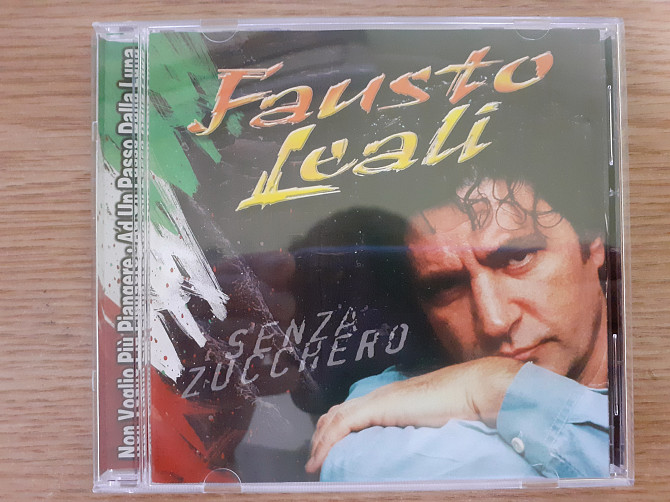 Fausto
Leali
SENZA
ZUCCHERO
Non Voglio Più Piangere - Ad Un Passo Dalla Luna